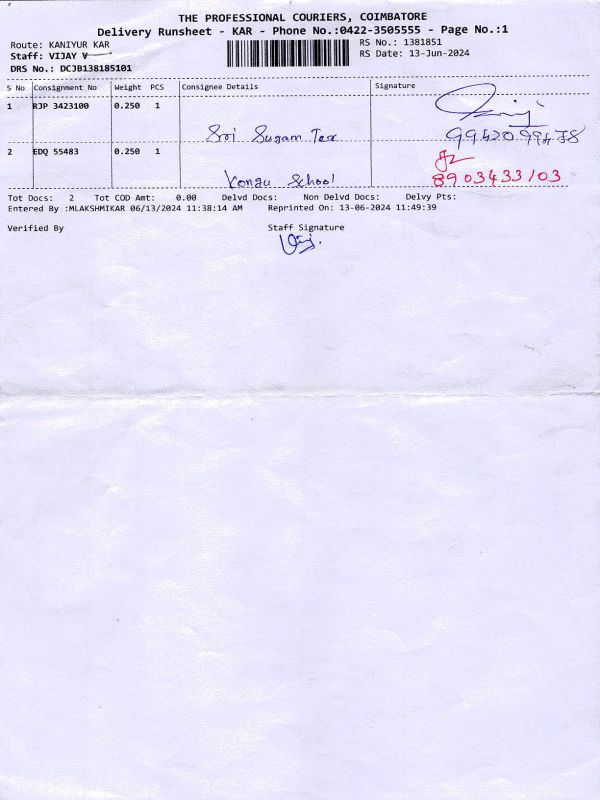 THE PROFESSIONAL COURIERS, COIMBATORE
Delivery Runsheet - KAR - Phone No.:0422-3505555 - Page No.:1
Route: KANIYUR KAR RS No.: 1381851
Staff: VIJAY V RS Date: 13-Jun-2024
DRS No.: DCJB138185101
S No Consignment No Weight PCS Consignee Details Signature
1 RJP 3423100 0.250 1
Sri Sugam Tex 9942099478
2 EDQ 55483 0.250 1
Kongu School 8903433103
Tot Docs: 2 Tot COD Amt: 0.00 Delvd Docs: Non Delvd Docs: Delvy Pts:
Entered By :MLAKSHMIKAR 06/13/2024 11:38:14 AM Reprinted On: 13-06-2024 11:49:39
Verified By Staff Signature